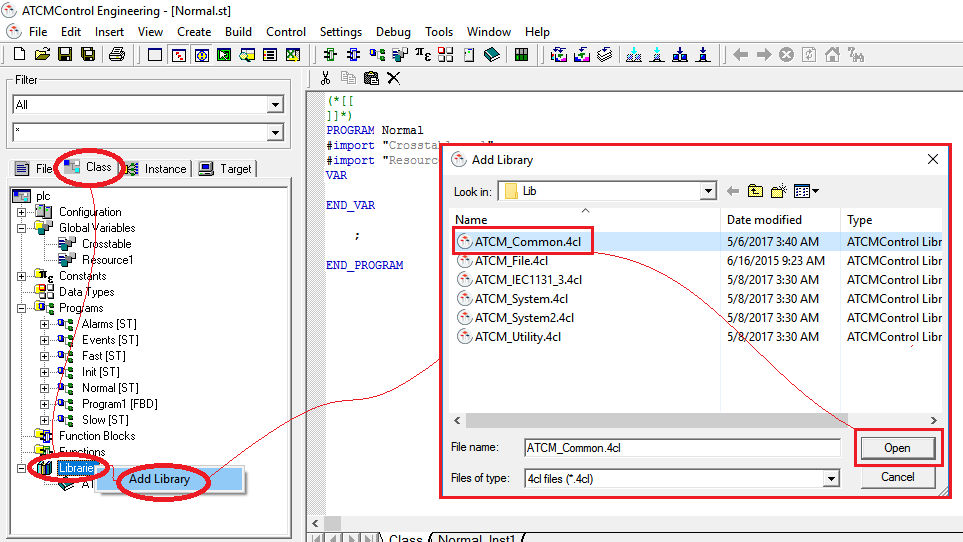 ATCMControl Engineering - [Normal.st]
File Edit Insert View Create Build Control Settings Debug Tools Window Help
Filter
All
*
File Class Instance Target
plc
Configuration
Global Variables
Crosstable
Resource1
Constants
Data Types
Programs
Alarms [ST]
Events [ST]
Fast [ST]
Init [ST]
Normal [ST]
Program1 [FBD]
Slow [ST]
Function Blocks
Functions
Librarie
AT
Add Library
(*[[
]]*)
PROGRAM Normal
#import "Crosstable
#import "Resour
VAR
END_VAR
;
END_PROGRAM
Class Normal_Inst1
Add Library
Look in: Lib
Name Date modified Type
ATCM_Common.4cl 5/6/2017 3:40 AM ATCMControl Libr
ATCM_File.4cl 6/16/2015 9:23 AM ATCMControl Libr
ATCM_IEC1131_3.4cl 5/8/2017 3:30 AM ATCMControl Libr
ATCM_System.4cl 5/8/2017 3:30 AM ATCMControl Libr
ATCM_System2.4cl 5/8/2017 3:30 AM ATCMControl Libr
ATCM_Utility.4cl 5/8/2017 3:30 AM ATCMControl Libr
File name: ATCM_Common.4cl Open
Files of type: 4cl files (*.4cl) Cancel